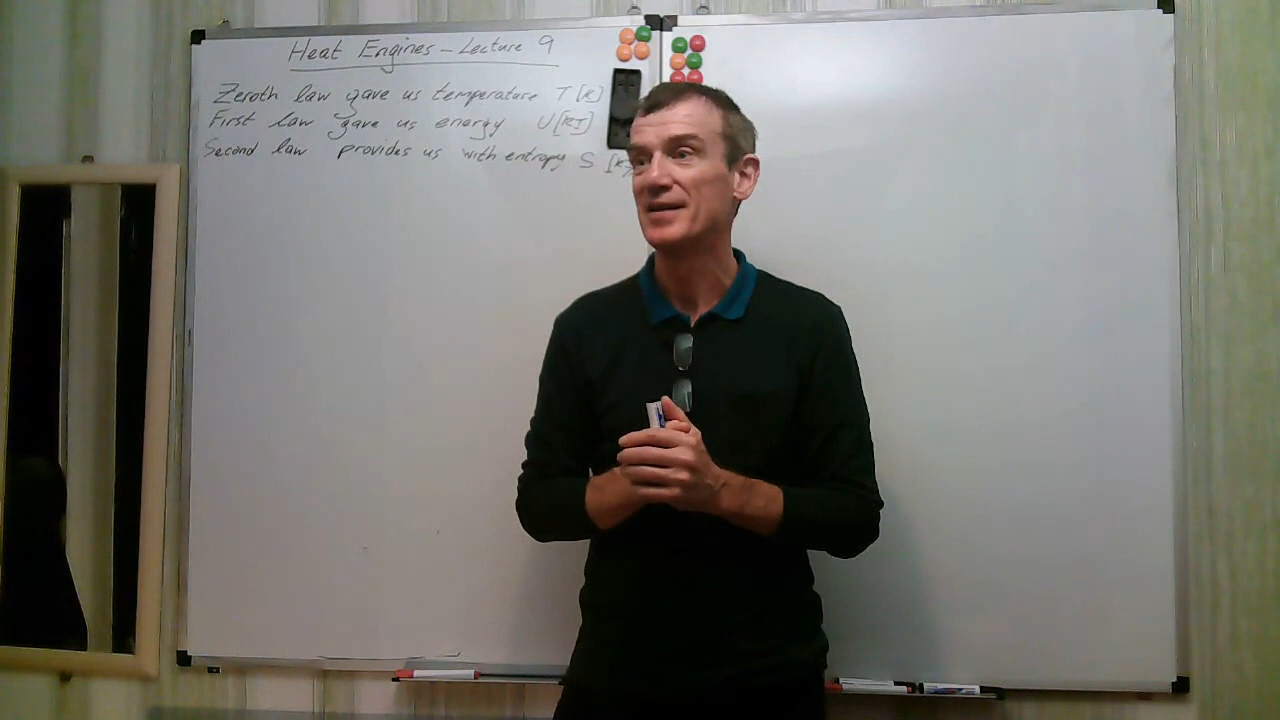 Heat Engines – Lecture 9
Zeroth law gave us temperature T [K]
First law gave us energy U [kJ]
Second law provides us with entropy S